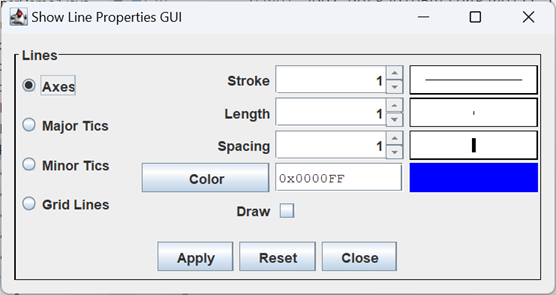 Show Line Properties GUI
Lines
Axes
Major Tics
Minor Tics
Grid Lines
Stroke 1
Length 1
Spacing 1
Color 0x0000FF
Draw
Apply Reset Close